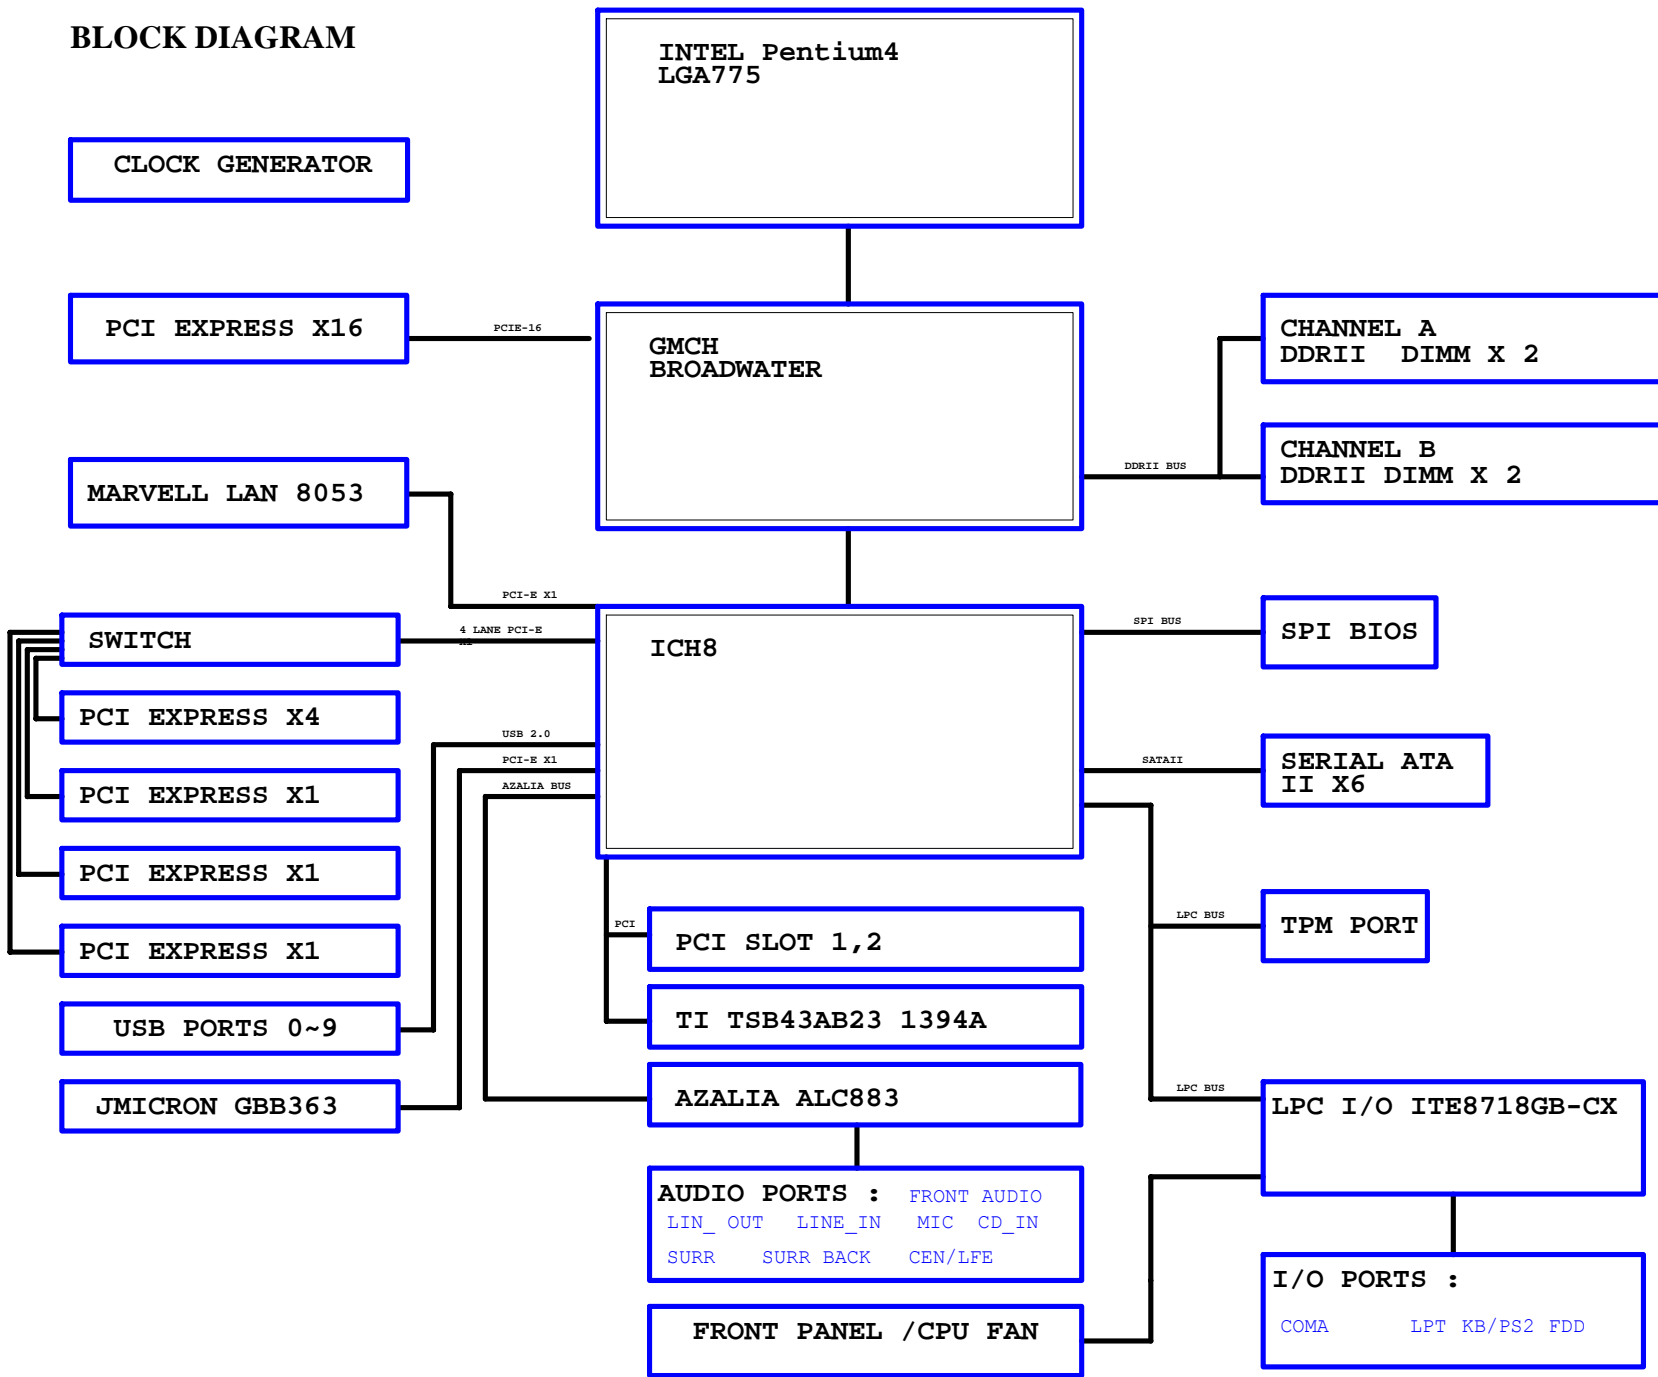 BLOCK DIAGRAM
INTEL Pentium4
LGA775
CLOCK GENERATOR
PCI EXPRESS X16
PCIE-16
GMCH
BROADWATER
CHANNEL A
DDRII DIMM X 2
CHANNEL B
DDRII DIMM X 2
DDRII BUS
MARVELL LAN 8053
PCI-E X1
SWITCH
4 LANE PCI-E
X1
ICH8
SPI BUS
SPI BIOS
PCI EXPRESS X4
USB 2.0
PCI-E X1
AZALIA BUS
SATAII
SERIAL ATA
II X6
PCI EXPRESS X1
PCI EXPRESS X1
PCI EXPRESS X1
PCI
PCI SLOT 1,2
LPC BUS
TPM PORT
USB PORTS 0~9
TI TSB43AB23 1394A
JMICRON GBB363
AZALIA ALC883
LPC BUS
LPC I/O ITE8718GB-CX
AUDIO PORTS : FRONT AUDIO
LIN_ OUT LINE_IN MIC CD_IN
SURR SURR BACK CEN/LFE
I/O PORTS :
COMA LPT KB/PS2 FDD
FRONT PANEL /CPU FAN